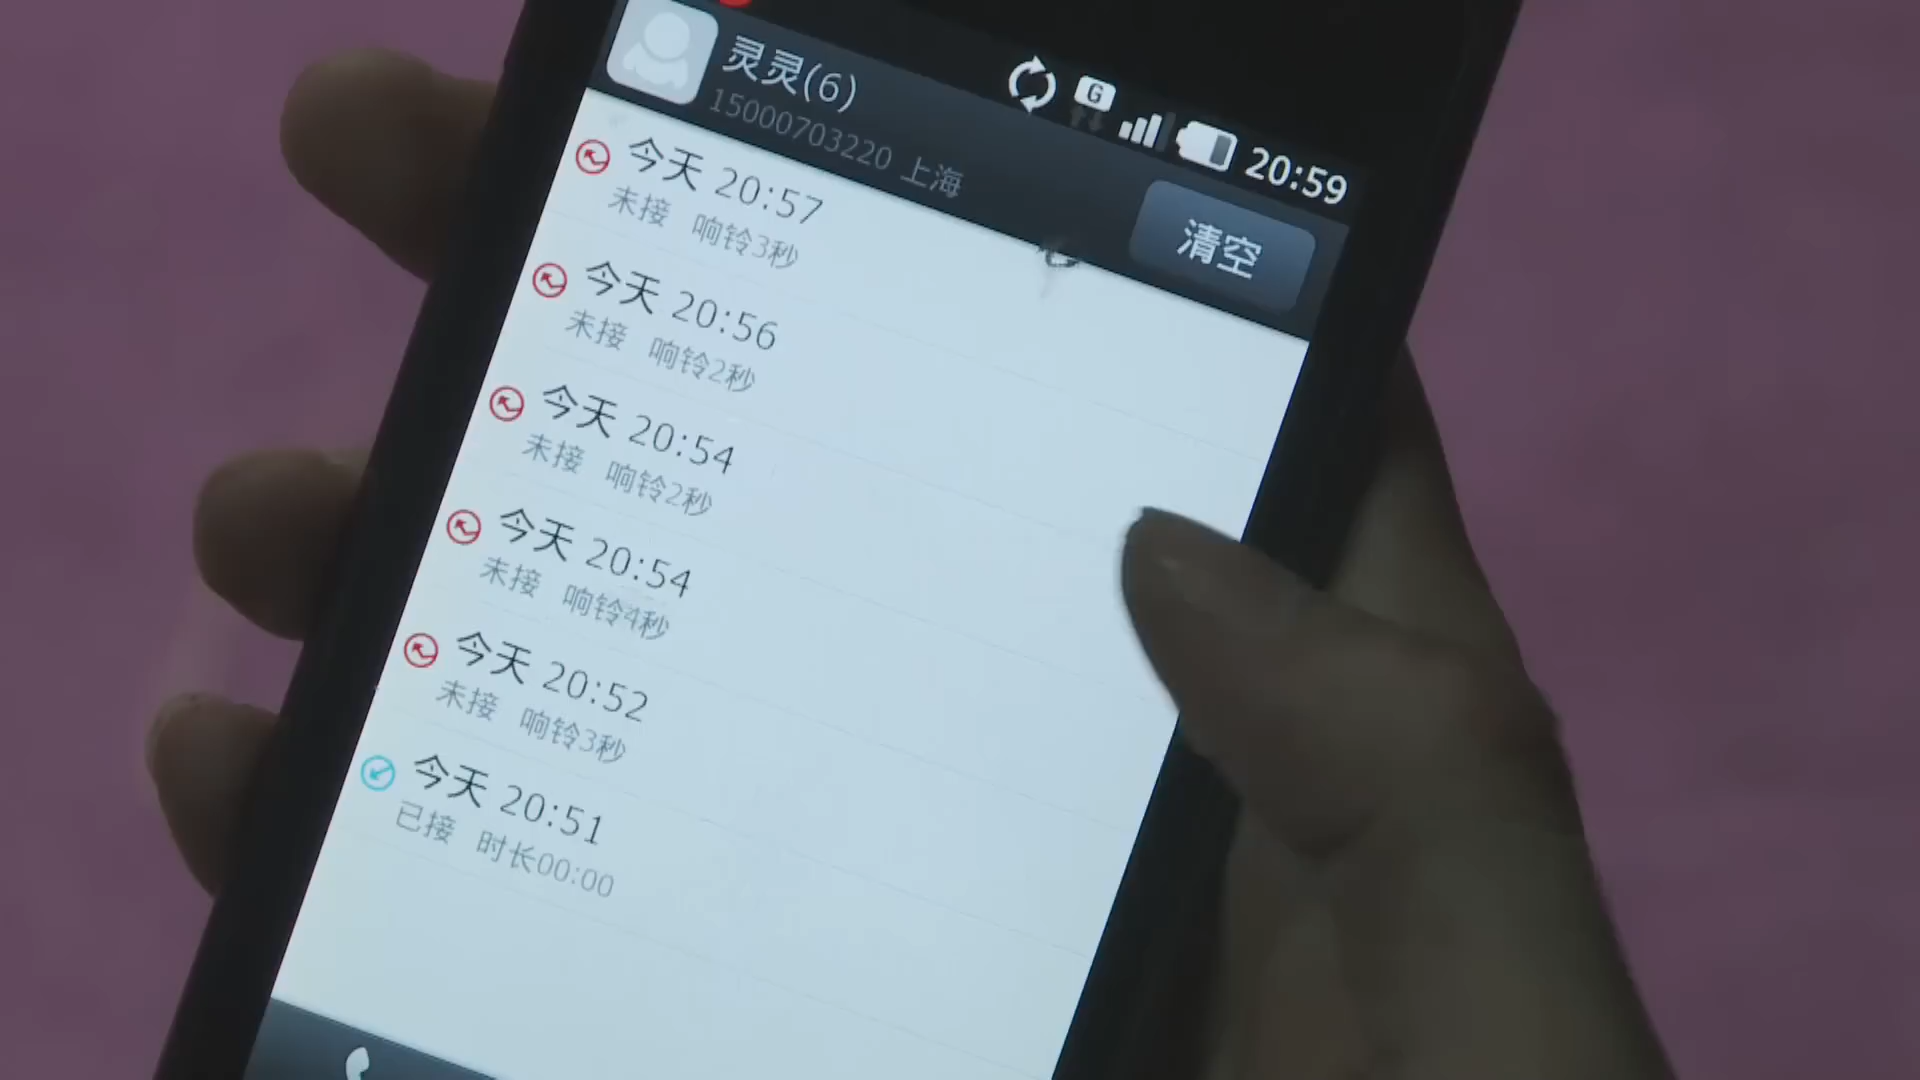 G 20:59
灵灵(6)
15000703220 上海
清空
今天 20:57
未接 响铃3秒
今天 20:56
未接 响铃2秒
今天 20:54
未接 响铃2秒
今天 20:54
未接 响铃4秒
今天 20:52
未接 响铃3秒
今天 20:51
已接 时长00:00